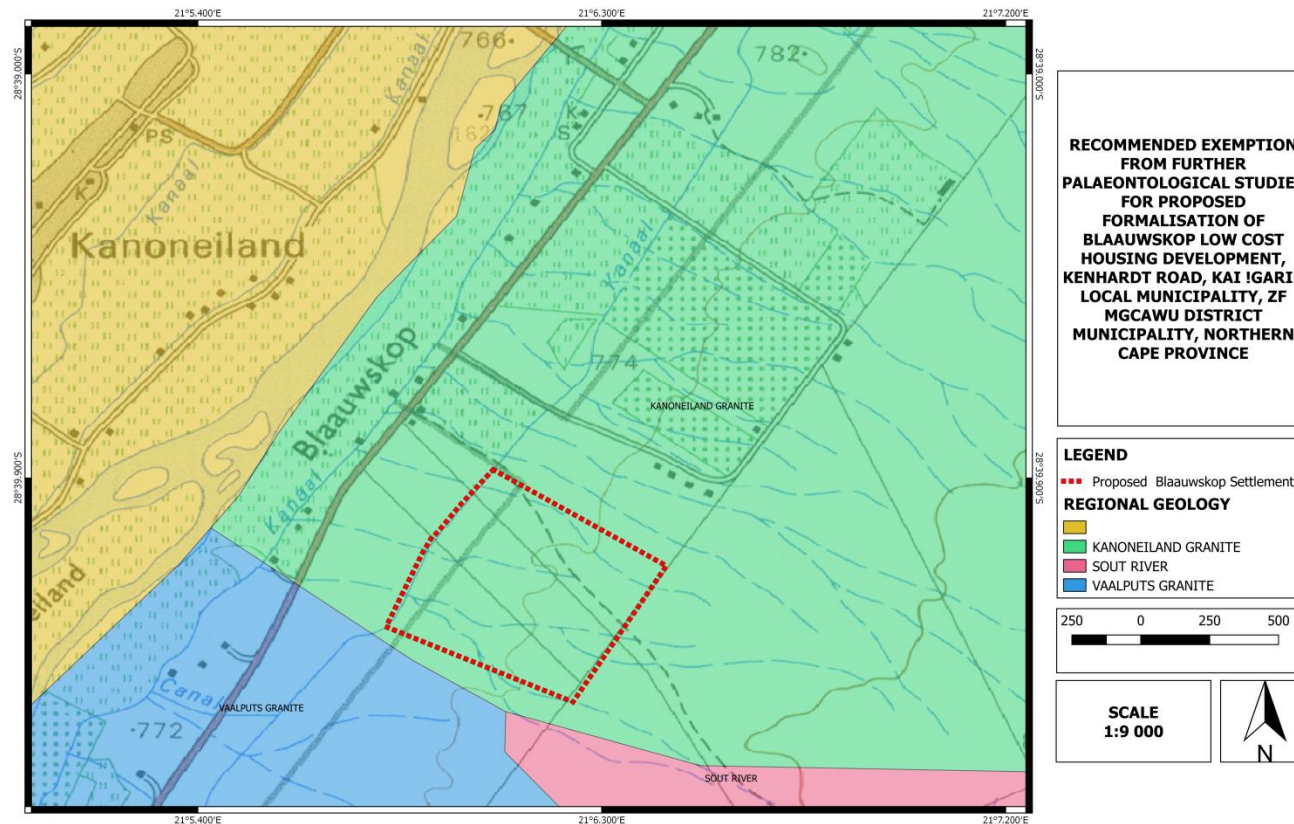 21°5.400'E
21°6.300'E
21°7.200'E
28°39.000'S
28°39.000'S
28°39.900'S
28°39.900'S
766
782
Kanaal
Kanaal
767
162
K
S
PS
K
Kanaal
Kanaal
Kanoneiland
Blaauwskop
774
KANONEILAND GRANITE
Kanaal
eiland
Canal
VAALPUTS GRANITE
772
SOUT RIVER
21°5.400'E
21°6.300'E
21°7.200'E
RECOMMENDED EXEMPTION
FROM FURTHER
PALAEONTOLOGICAL STUDIE
FOR PROPOSED
FORMALISATION OF
BLAAUWSKOP LOW COST
HOUSING DEVELOPMENT,
KENHARDT ROAD, KAI !GARI
LOCAL MUNICIPALITY, ZF
MGCAWU DISTRICT
MUNICIPALITY, NORTHERN
CAPE PROVINCE
LEGEND
Proposed Blaauwskop Settlement
REGIONAL GEOLOGY
KANONEILAND GRANITE
SOUT RIVER
VAALPUTS GRANITE
250 0 250 500
SCALE
1:9 000
N